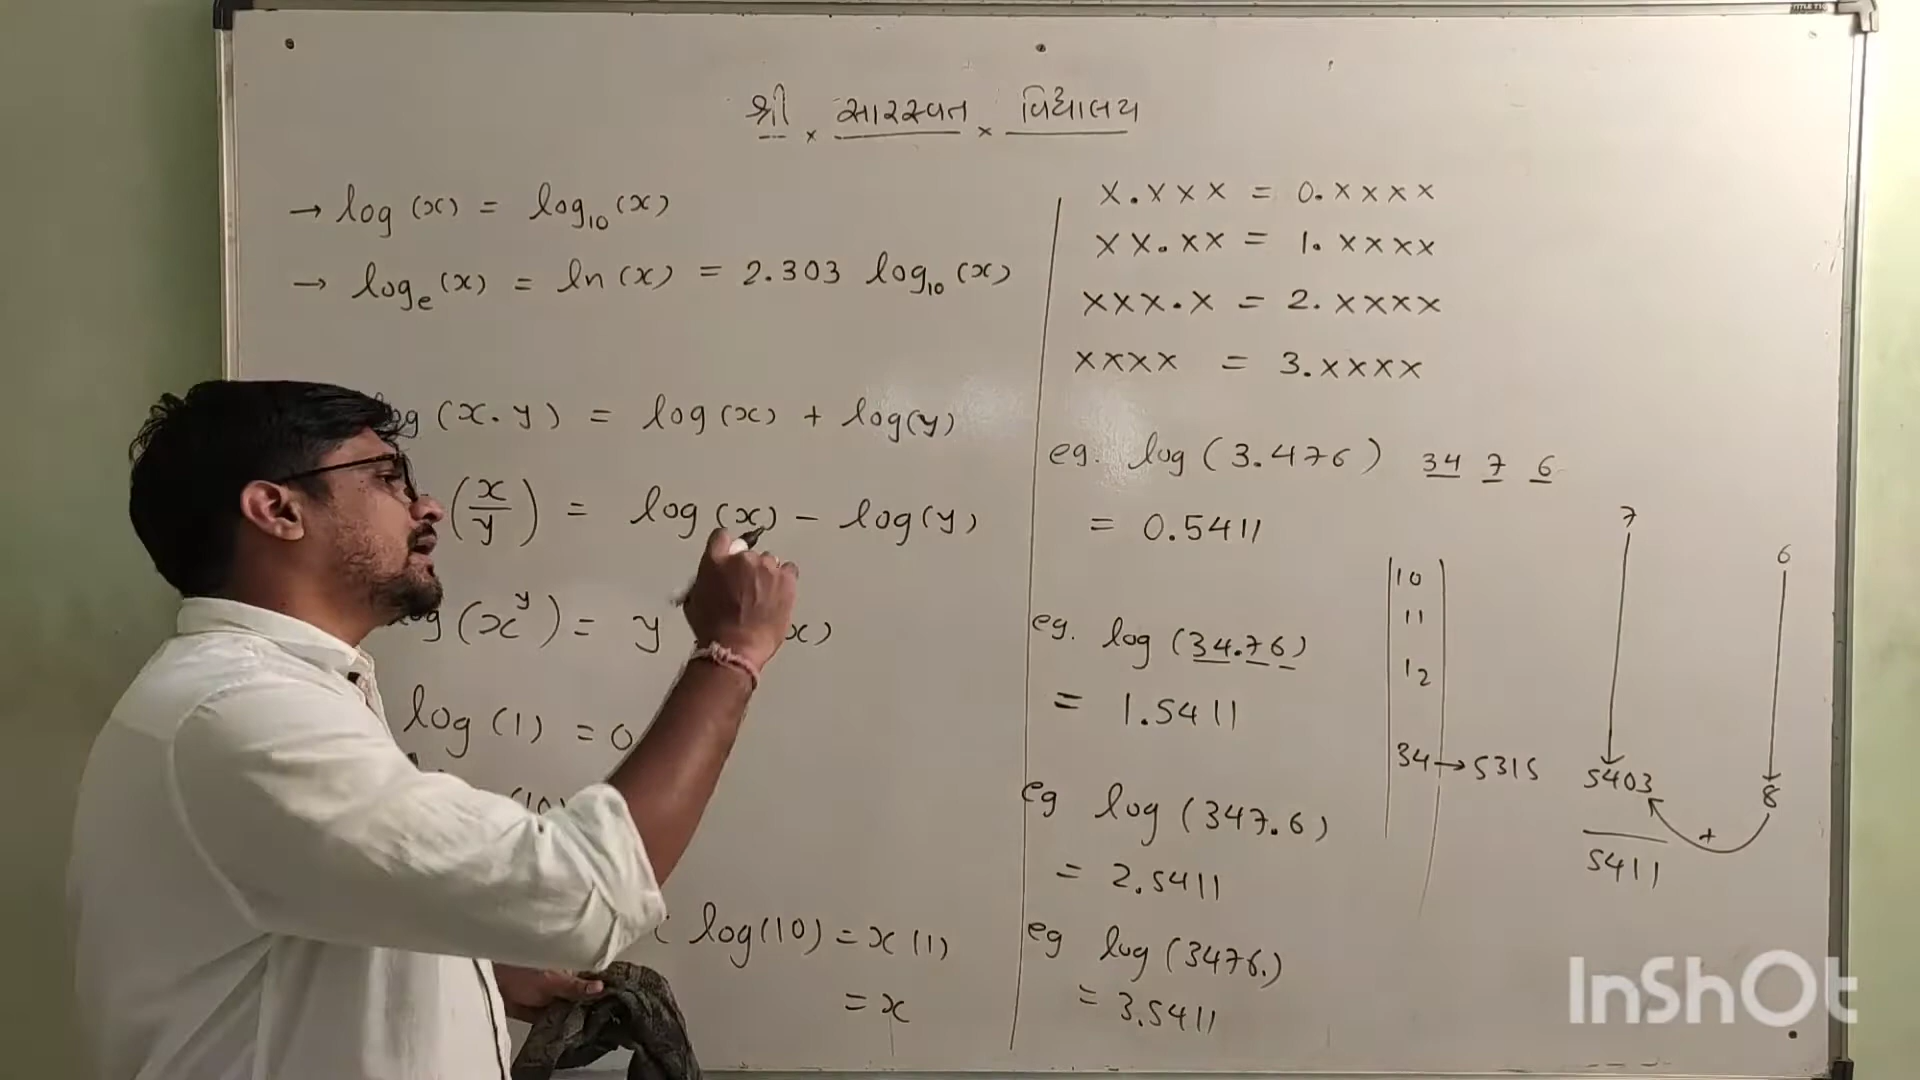 શ્રી × સારસ્વત × વિદ્યાલય
→ log (x) = log₁₀ (x)
→ logₑ (x) = ln (x) = 2.303 log₁₀ (x)
log (x.y) = log (x) + log(y)
(x/y) = log (x) - log(y)
log (xʸ) = y x)
log (1) = 0
(10)
log(10) = x (1)
= x
x.xxx = 0.xxxx
xx.xx = 1.xxxx
xxx.x = 2.xxxx
xxxx = 3.xxxx
eg. log (3.476) 34 7 6
= 0.5411
eg. log (34.76)
= 1.5411
eg log (347.6)
= 2.5411
eg log (3476.)
= 3.5411
10
11
12
34 → 5315
7
5403
6
8
+
5411
InShOt